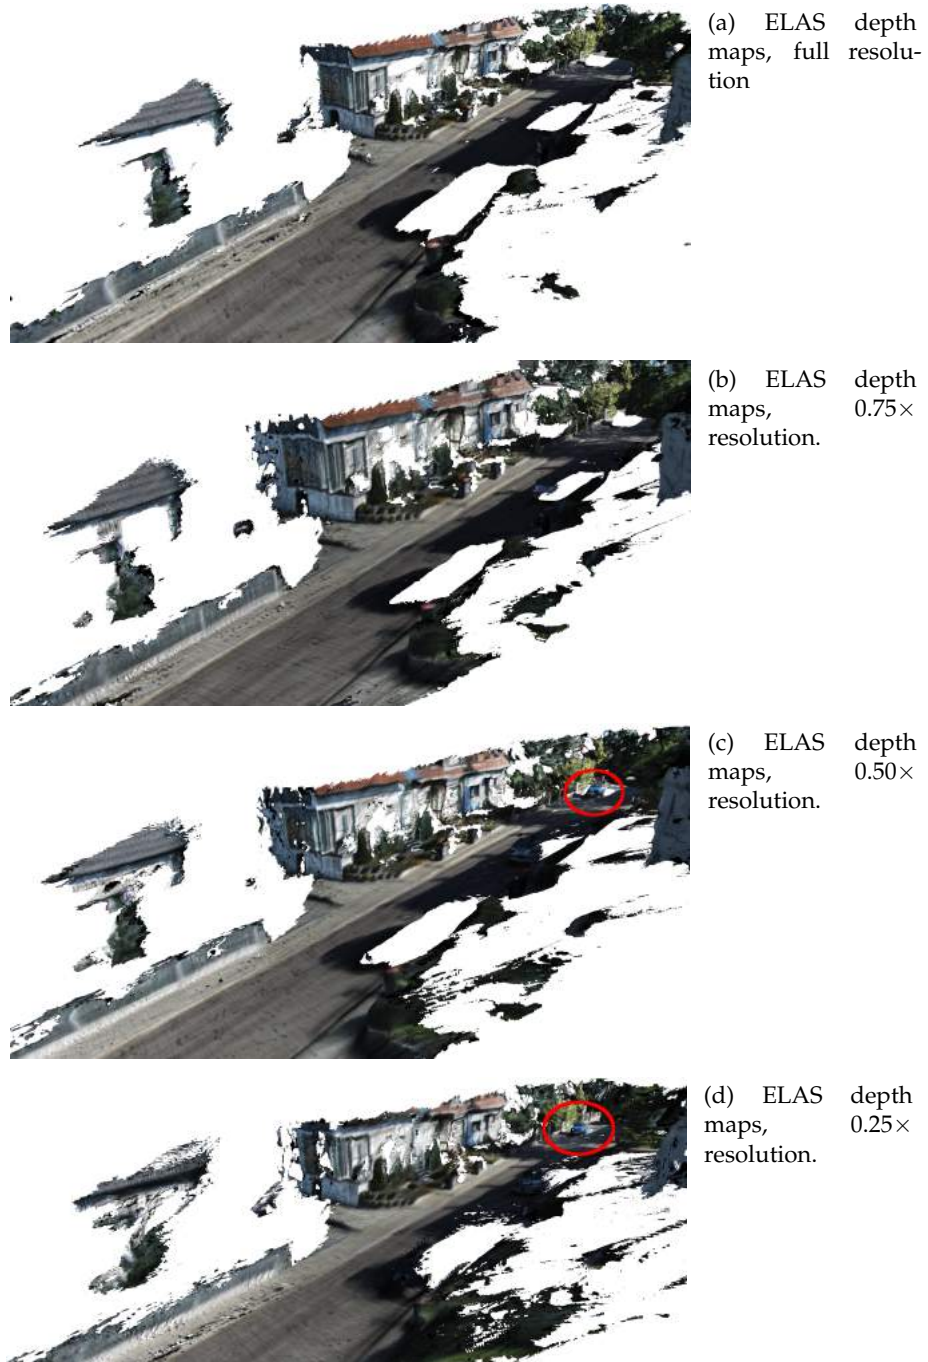 (a) ELAS depth
maps, full resolu-
tion
(b) ELAS depth
maps, 0.75×
resolution.
(c) ELAS depth
maps, 0.50×
resolution.
(d) ELAS depth
maps, 0.25×
resolution.